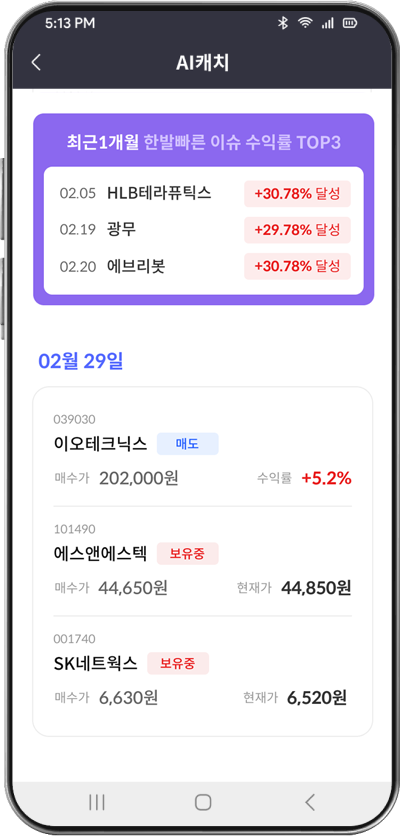 5:13 PM
AI캐치
최근1개월 한발빠른 이슈 수익률 TOP3
02.05 HLB테라퓨틱스 +30.78% 달성
02.19 광무 +29.78% 달성
02.20 에브리봇 +30.78% 달성
02월 29일
039030
이오테크닉스 매도
매수가 202,000원 수익률 +5.2%
101490
에스앤에스텍 보유중
매수가 44,650원 현재가 44,850원
001740
SK네트웍스 보유중
매수가 6,630원 현재가 6,520원